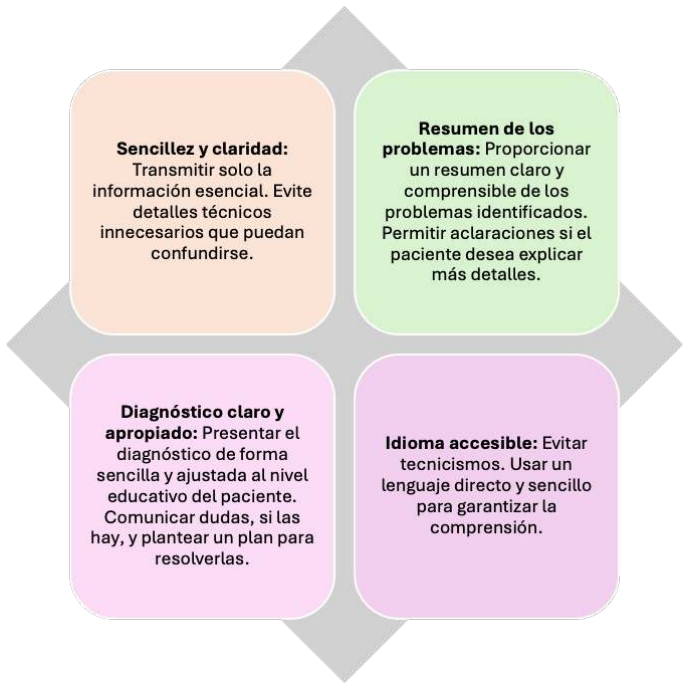 Sencillez y claridad:
Transmitir solo la
información esencial. Evite
detalles técnicos
innecesarios que puedan
confundirse.
Resumen de los
problemas: Proporcionar
un resumen claro y
comprensible de los
problemas identificados.
Permitir aclaraciones si el
paciente desea explicar
más detalles.
Diagnóstico claro y
apropiado: Presentar el
diagnóstico de forma
sencilla y ajustada al nivel
educativo del paciente.
Comunicar dudas, si las
hay, y plantear un plan para
resolverlas.
Idioma accesible: Evitar
tecnicismos. Usar un
lenguaje directo y sencillo
para garantizar la
comprensión.